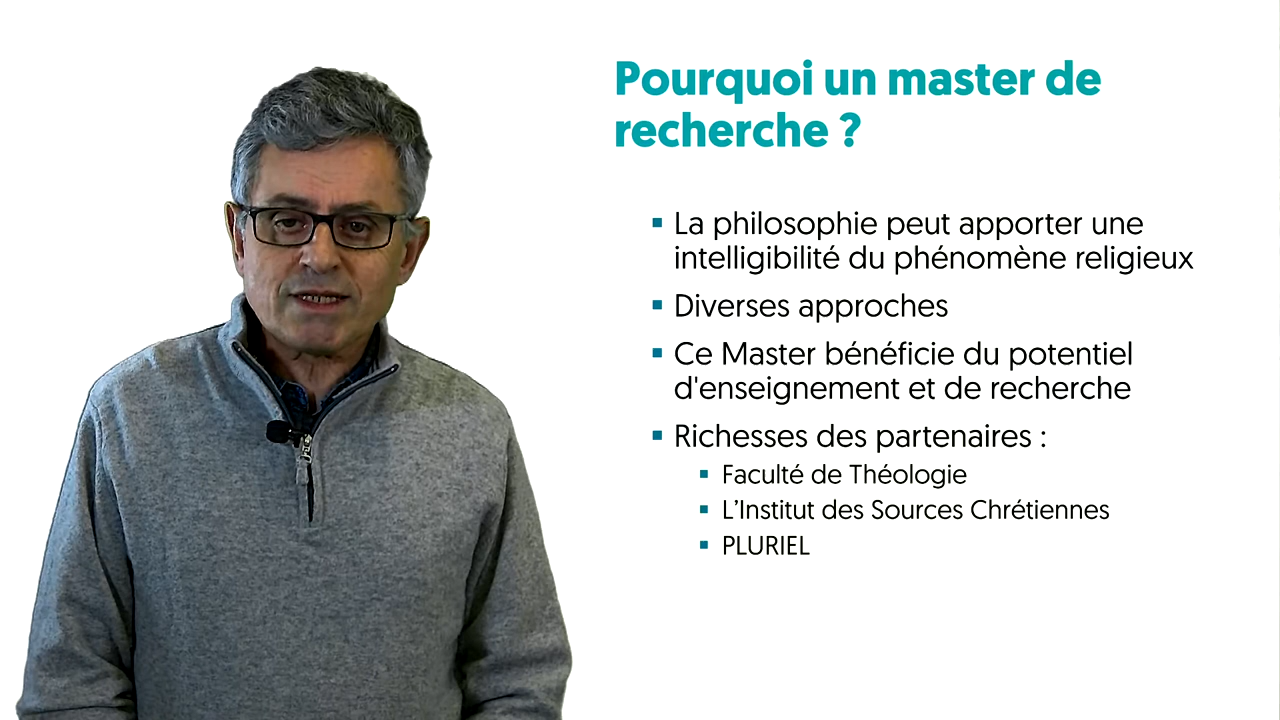 Pourquoi un master de
recherche ?
La philosophie peut apporter une
intelligibilité du phénomène religieux
Diverses approches
Ce Master bénéficie du potentiel
d'enseignement et de recherche
Richesses des partenaires :
Faculté de Théologie
L’Institut des Sources Chrétiennes
PLURIEL